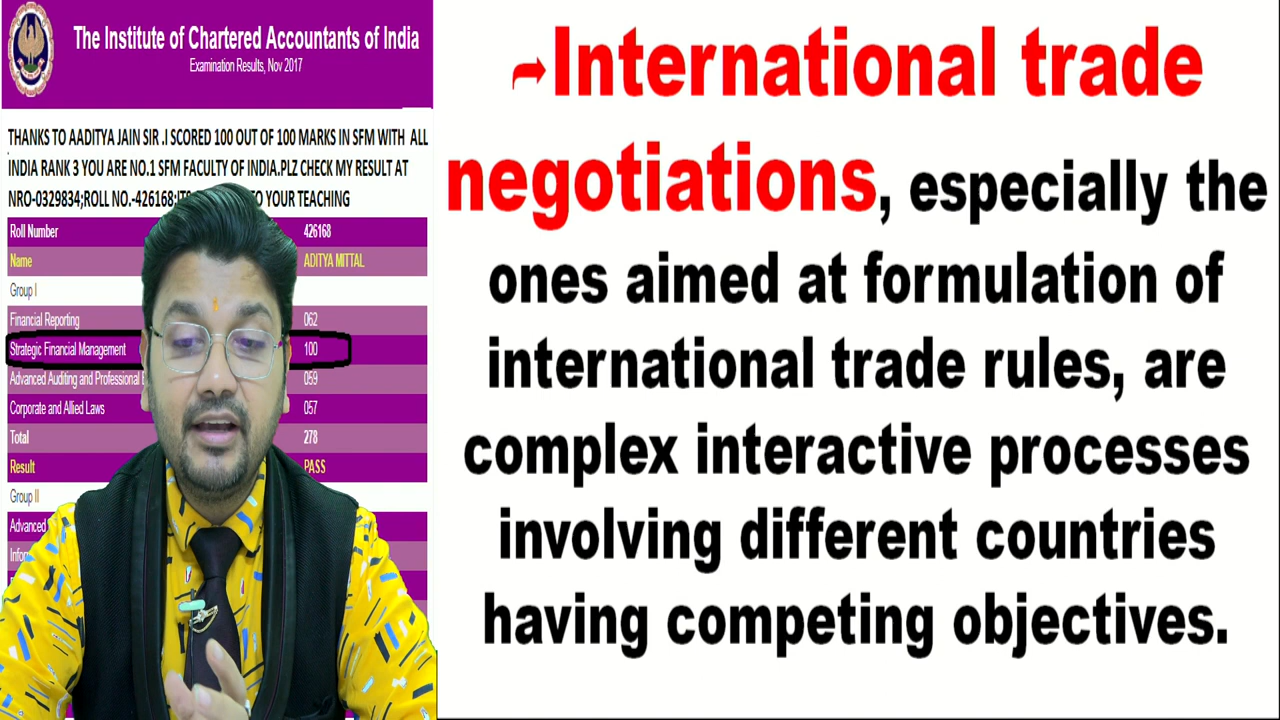 The Institute of Chartered Accountants of India
Examination Results, Nov 2017
THANKS TO AADITYA JAIN SIR .I SCORED 100 OUT OF 100 MARKS IN SFM WITH ALL
INDIA RANK 3 YOU ARE NO.1 SFM FACULTY OF INDIA.PLZ CHECK MY RESULT AT
NRO-0329834;ROLL NO.-426168; TO YOUR TEACHING
Roll Number 426168
Name ADITYA MITTAL
Group I
Financial Reporting 062
Strategic Financial Management 100
Advanced Auditing and Professional 059
Corporate and Allied Laws 057
Total 278
Result PASS
Group II
Advanced
➦International trade
negotiations, especially the
ones aimed at formulation of
international trade rules, are
complex interactive processes
involving different countries
having competing objectives.